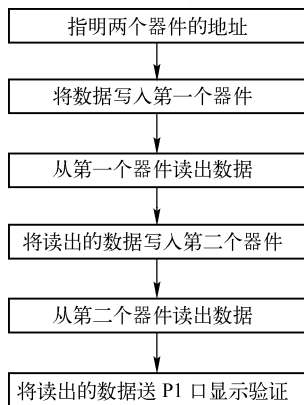 指明两个器件的地址
将数据写入第一个器件
从第一个器件读出数据
将读出的数据写入第二个器件
从第二个器件读出数据
将读出的数据送 P1 口显示验证